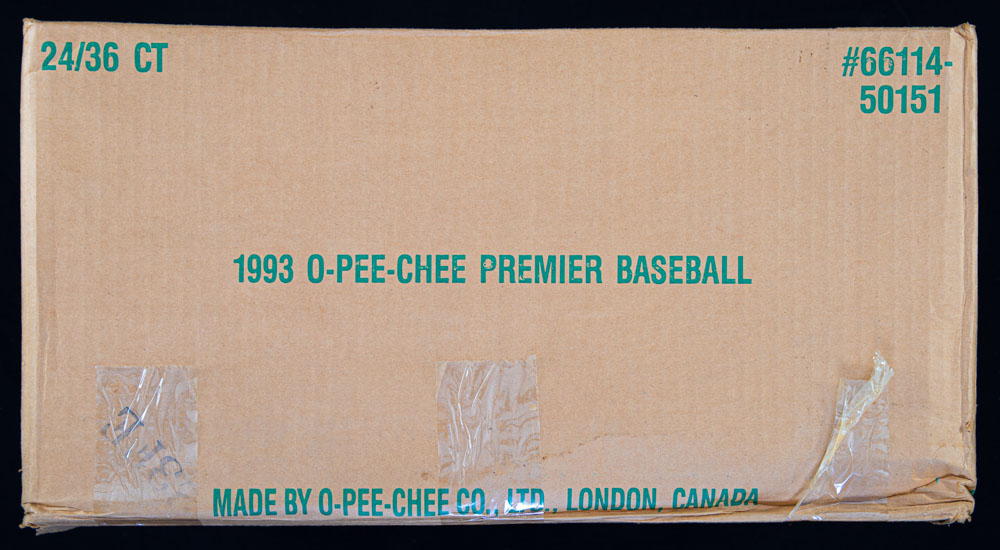 24/36 CT
#66114-
50151
1993 O-PEE-CHEE PREMIER BASEBALL
MADE BY O-PEE-CHEE CO., LTD., LONDON, CANADA